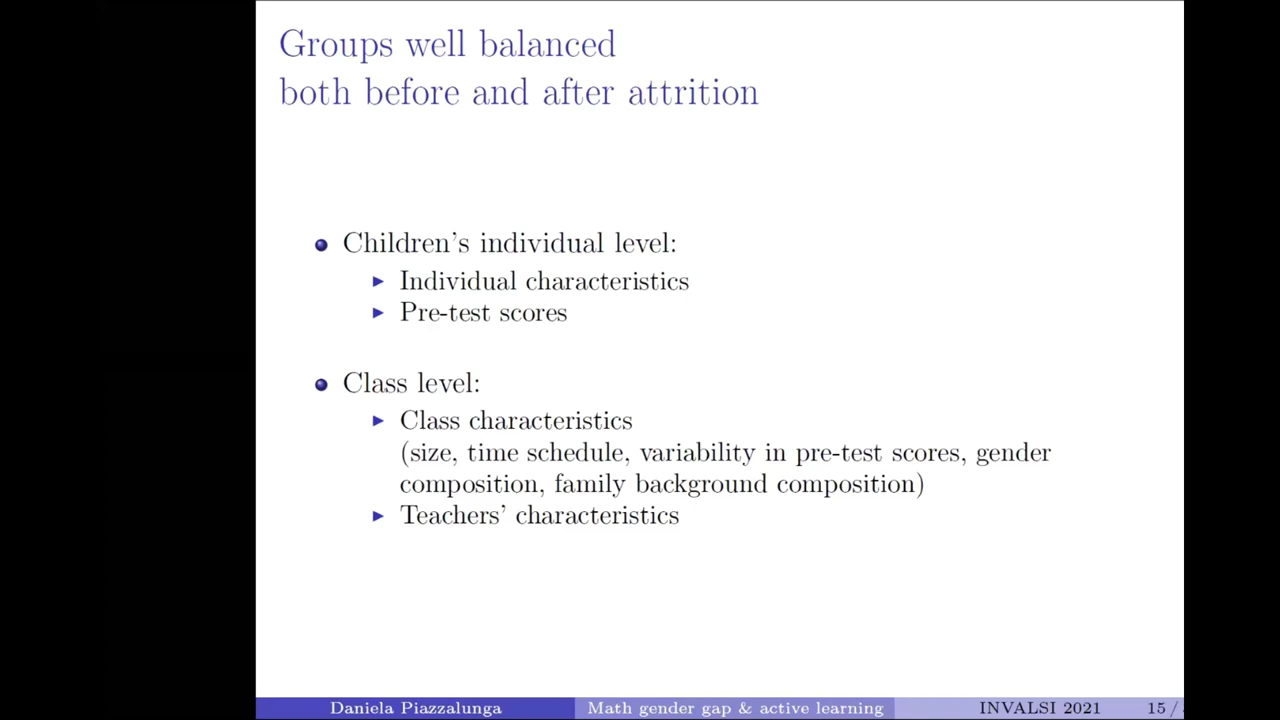 Groups well balanced
both before and after attrition
Children's individual level:
Individual characteristics
Pre-test scores
Class level:
Class characteristics
(size, time schedule, variability in pre-test scores, gender
composition, family background composition)
Teachers' characteristics
Daniela Piazzalunga
Math gender gap & active learning
INVALSI 2021
15 /